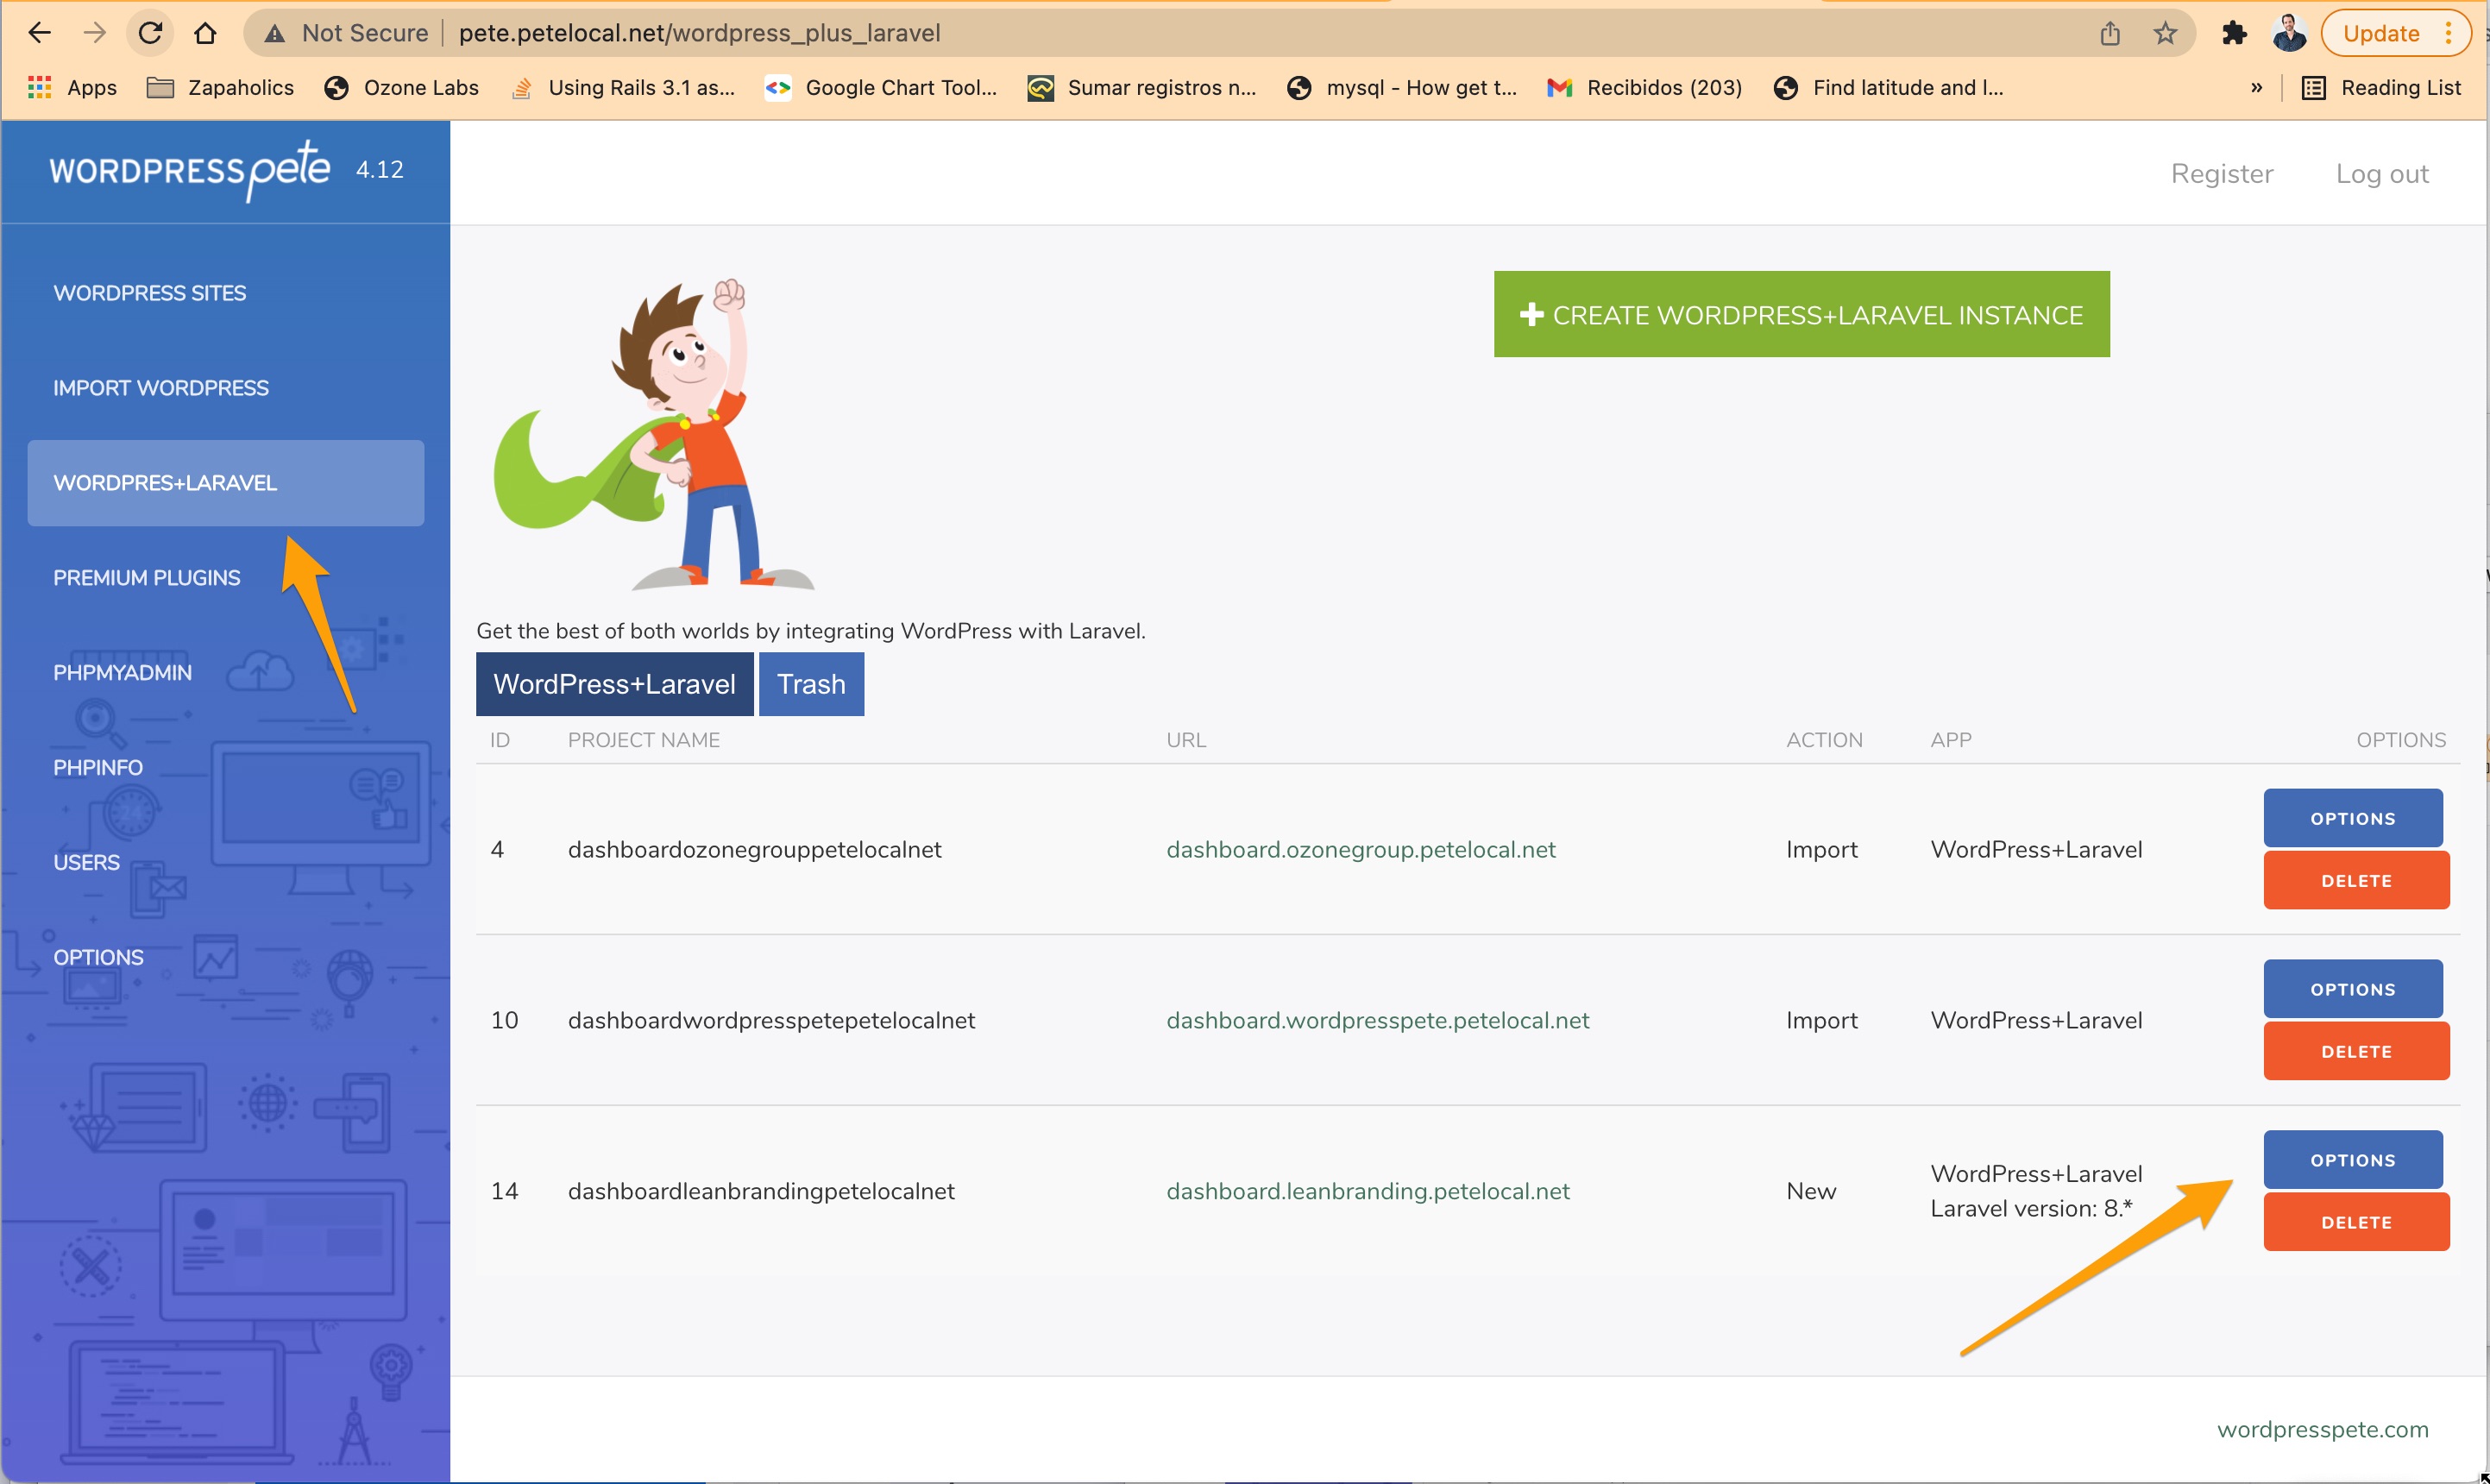 Not Secure pete.petelocal.net/wordpress_plus_laravel Update
Apps Zapaholics Ozone Labs Using Rails 3.1 as... Google Chart Tool... Sumar registros n... mysql - How get t... Recibidos (203) Find latitude and l... » Reading List
WORDPRESS pete 4.12
Register Log out
WORDPRESS SITES
IMPORT WORDPRESS
WORDPRES+LARAVEL
PREMIUM PLUGINS
PHPMYADMIN
PHPINFO
USERS
OPTIONS
CREATE WORDPRESS+LARAVEL INSTANCE
Get the best of both worlds by integrating WordPress with Laravel.
WordPress+Laravel Trash
ID PROJECT NAME URL ACTION APP OPTIONS
4 dashboardozonegrouppetelocalnet dashboard.ozonegroup.petelocal.net Import WordPress+Laravel OPTIONS
DELETE
10 dashboardwordpresspetepetelocalnet dashboard.wordpresspete.petelocal.net Import WordPress+Laravel OPTIONS
DELETE
14 dashboardleanbrandingpetelocalnet dashboard.leanbranding.petelocal.net New WordPress+Laravel OPTIONS
Laravel version: 8.* DELETE
wordpresspete.com